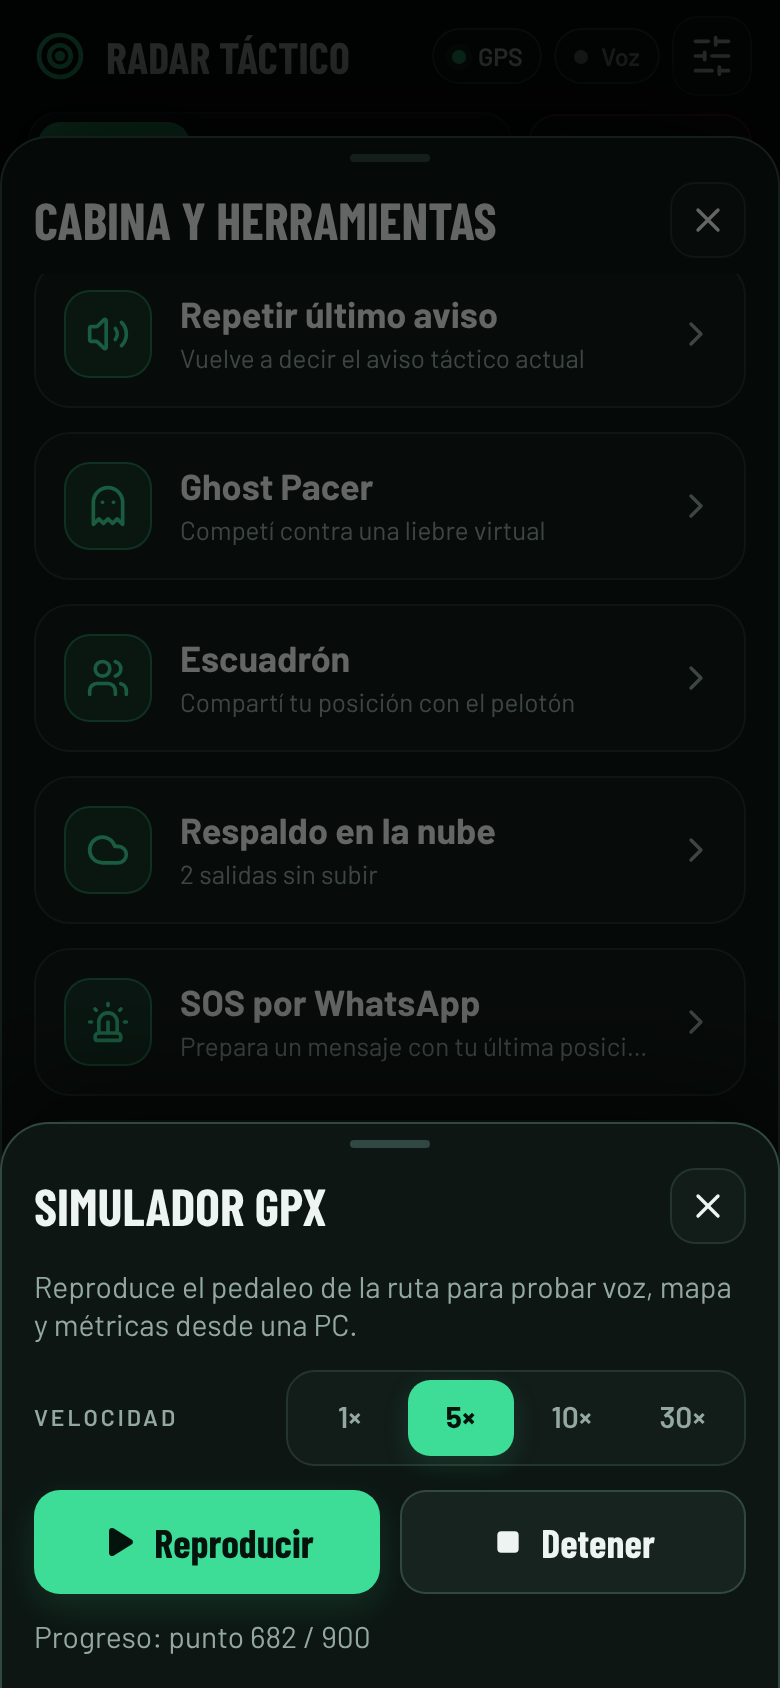 RADAR TÁCTICO
GPS
Voz
CABINA Y HERRAMIENTAS
Repetir último aviso
Vuelve a decir el aviso táctico actual
Ghost Pacer
Competí contra una liebre virtual
Escuadrón
Compartí tu posición con el pelotón
Respaldo en la nube
2 salidas sin subir
SOS por WhatsApp
Prepara un mensaje con tu última posici...
SIMULADOR GPX
Reproduce el pedaleo de la ruta para probar voz, mapa
y métricas desde una PC.
VELOCIDAD
1×
5×
10×
30×
Reproducir
Detener
Progreso: punto 682 / 900